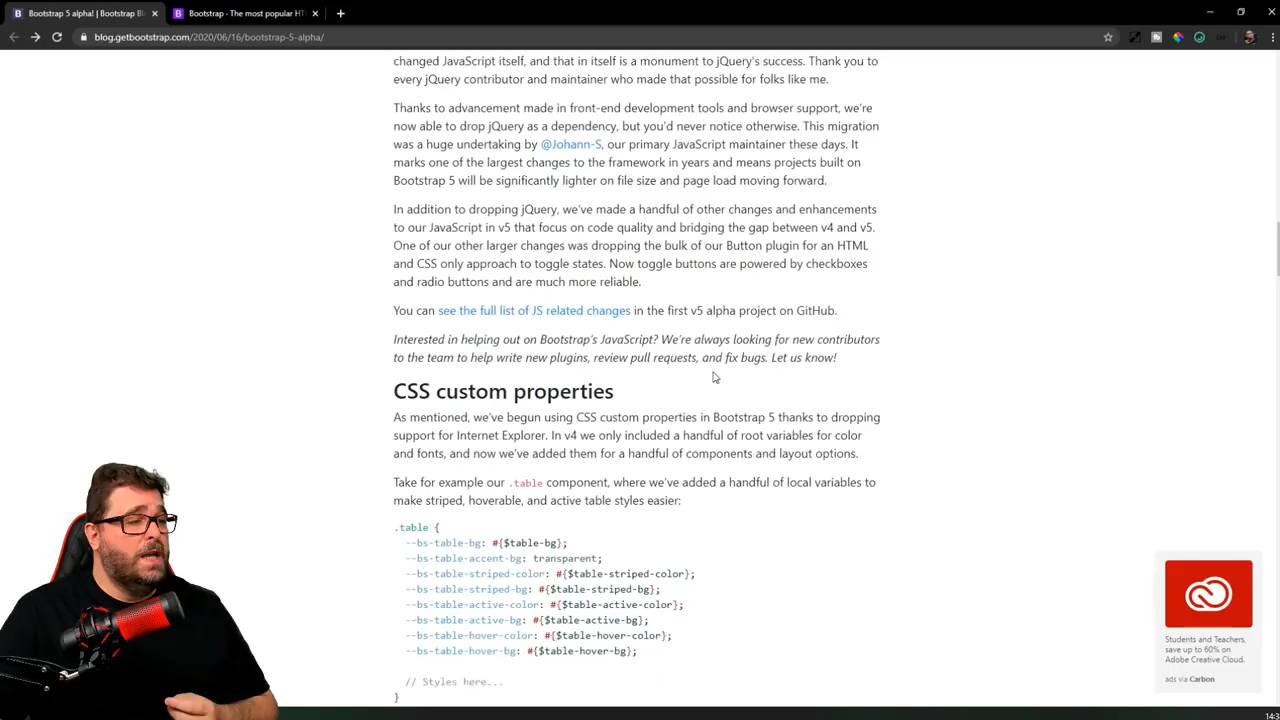 Bootstrap 5 alpha! | Bootstrap Bl
Bootstrap · The most popular HT
blog.getbootstrap.com/2020/06/16/bootstrap-5-alpha/
changed JavaScript itself, and that in itself is a monument to jQuery's success. Thank you to
every jQuery contributor and maintainer who made that possible for folks like me.
Thanks to advancement made in front-end development tools and browser support, we're
now able to drop jQuery as a dependency, but you'd never notice otherwise. This migration
was a huge undertaking by @Johann-S, our primary JavaScript maintainer these days. It
marks one of the largest changes to the framework in years and means projects built on
Bootstrap 5 will be significantly lighter on file size and page load moving forward.
In addition to dropping jQuery, we've made a handful of other changes and enhancements
to our JavaScript in v5 that focus on code quality and bridging the gap between v4 and v5.
One of our other larger changes was dropping the bulk of our Button plugin for an HTML
and CSS only approach to toggle states. Now toggle buttons are powered by checkboxes
and radio buttons and are much more reliable.
You can see the full list of JS related changes in the first v5 alpha project on GitHub.
Interested in helping out on Bootstrap's JavaScript? We're always looking for new contributors
to the team to help write new plugins, review pull requests, and fix bugs. Let us know!
CSS custom properties
As mentioned, we've begun using CSS custom properties in Bootstrap 5 thanks to dropping
support for Internet Explorer. In v4 we only included a handful of root variables for color
and fonts, and now we've added them for a handful of components and layout options.
Take for example our .table component, where we've added a handful of local variables to
make striped, hoverable, and active table styles easier:
.table {
--bs-table-bg: #{$table-bg};
--bs-table-accent-bg: transparent;
--bs-table-striped-color: #{$table-striped-color};
--bs-table-striped-bg: #{$table-striped-bg};
--bs-table-active-color: #{$table-active-color};
--bs-table-active-bg: #{$table-active-bg};
--bs-table-hover-color: #{$table-hover-color};
--bs-table-hover-bg: #{$table-hover-bg};
// Styles here...
}
Students and Teachers,
save up to 60% on
Adobe Creative Cloud.
ads via Carbon
14:3